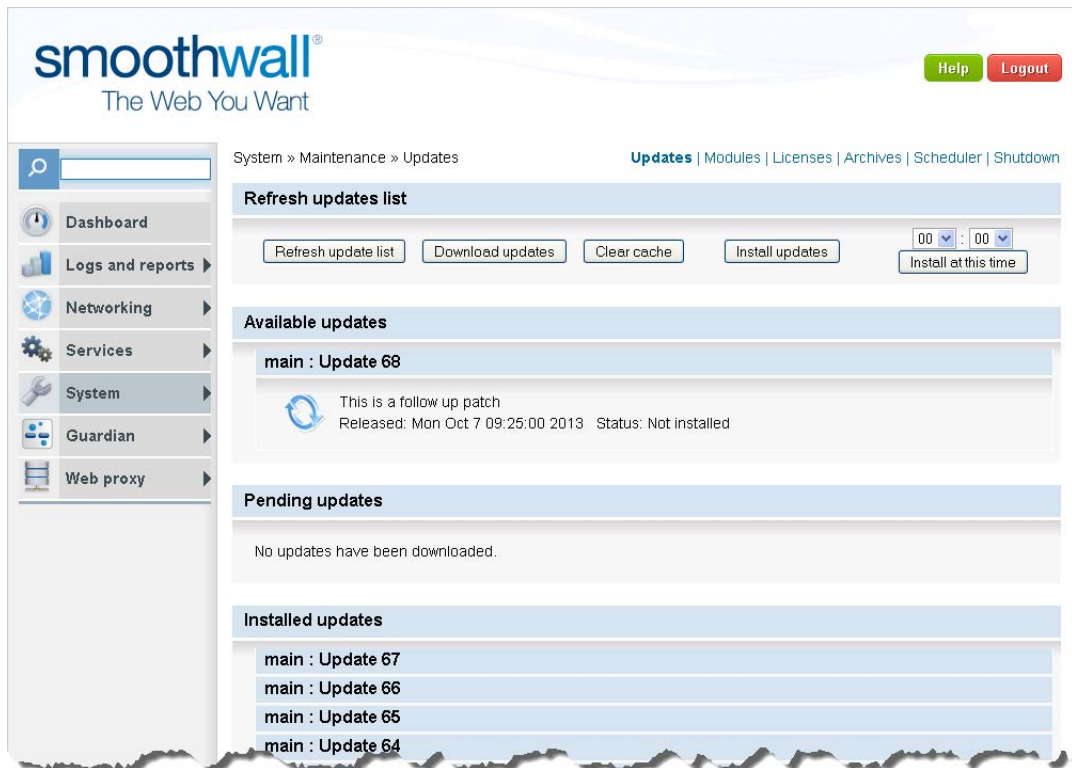 smoothwall®
The Web You Want
Help Logout
System » Maintenance » Updates
Updates | Modules | Licenses | Archives | Scheduler | Shutdown
Dashboard
Logs and reports
Networking
Services
System
Guardian
Web proxy
Refresh updates list
Refresh update list Download updates Clear cache Install updates 00 : 00
Install at this time
Available updates
main : Update 68
This is a follow up patch
Released: Mon Oct 7 09:25:00 2013 Status: Not installed
Pending updates
No updates have been downloaded.
Installed updates
main : Update 67
main : Update 66
main : Update 65
main : Update 64